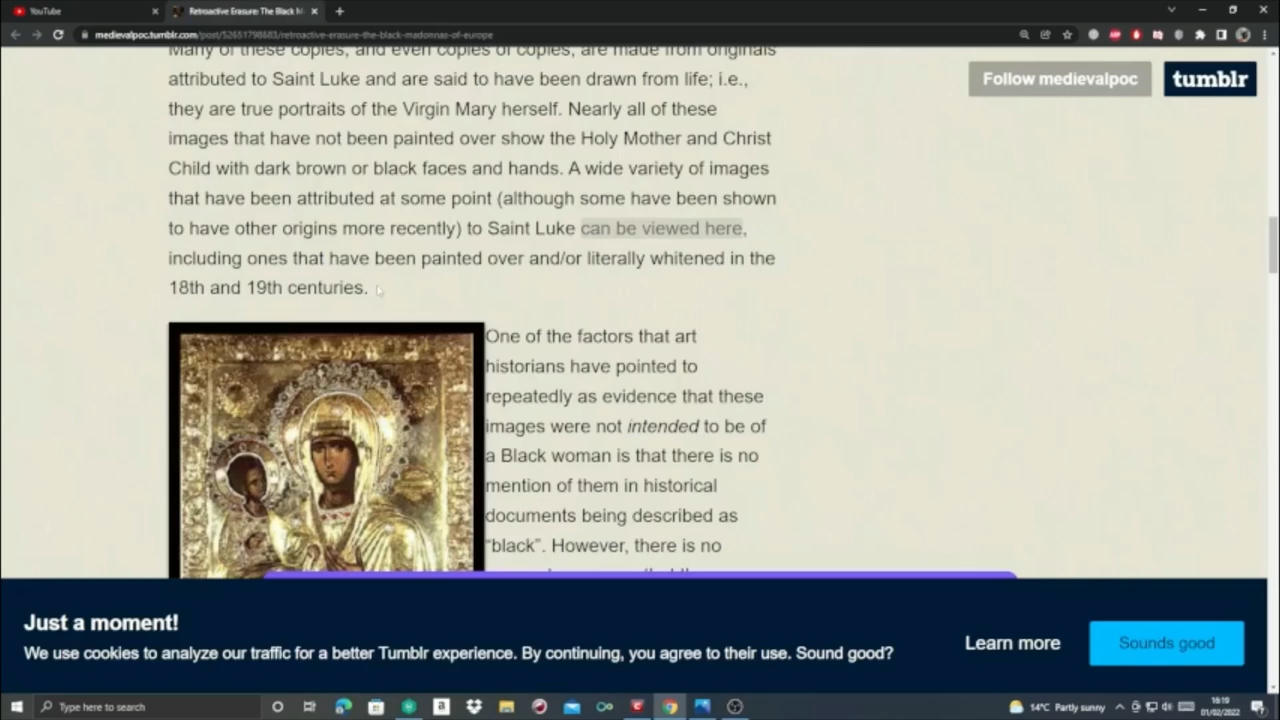 YouTube
Retroactive Erasure: The Black M
medievalpoc.tumblr.com/post/52651798683/retroactive-erasure-the-black-madonnas-of-europe
Many of these copies, and even copies of copies, are made from originals
attributed to Saint Luke and are said to have been drawn from life; i.e.,
they are true portraits of the Virgin Mary herself. Nearly all of these
images that have not been painted over show the Holy Mother and Christ
Child with dark brown or black faces and hands. A wide variety of images
that have been attributed at some point (although some have been shown
to have other origins more recently) to Saint Luke can be viewed here,
including ones that have been painted over and/or literally whitened in the
18th and 19th centuries.
Follow medievalpoc
tumblr
One of the factors that art
historians have pointed to
repeatedly as evidence that these
images were not intended to be of
a Black woman is that there is no
mention of them in historical
documents being described as
“black”. However, there is no
Just a moment!
We use cookies to analyze our traffic for a better Tumblr experience. By continuing, you agree to their use. Sound good?
Learn more
Sounds good
Type here to search
14°C Partly sunny
16:19
01/02/2022